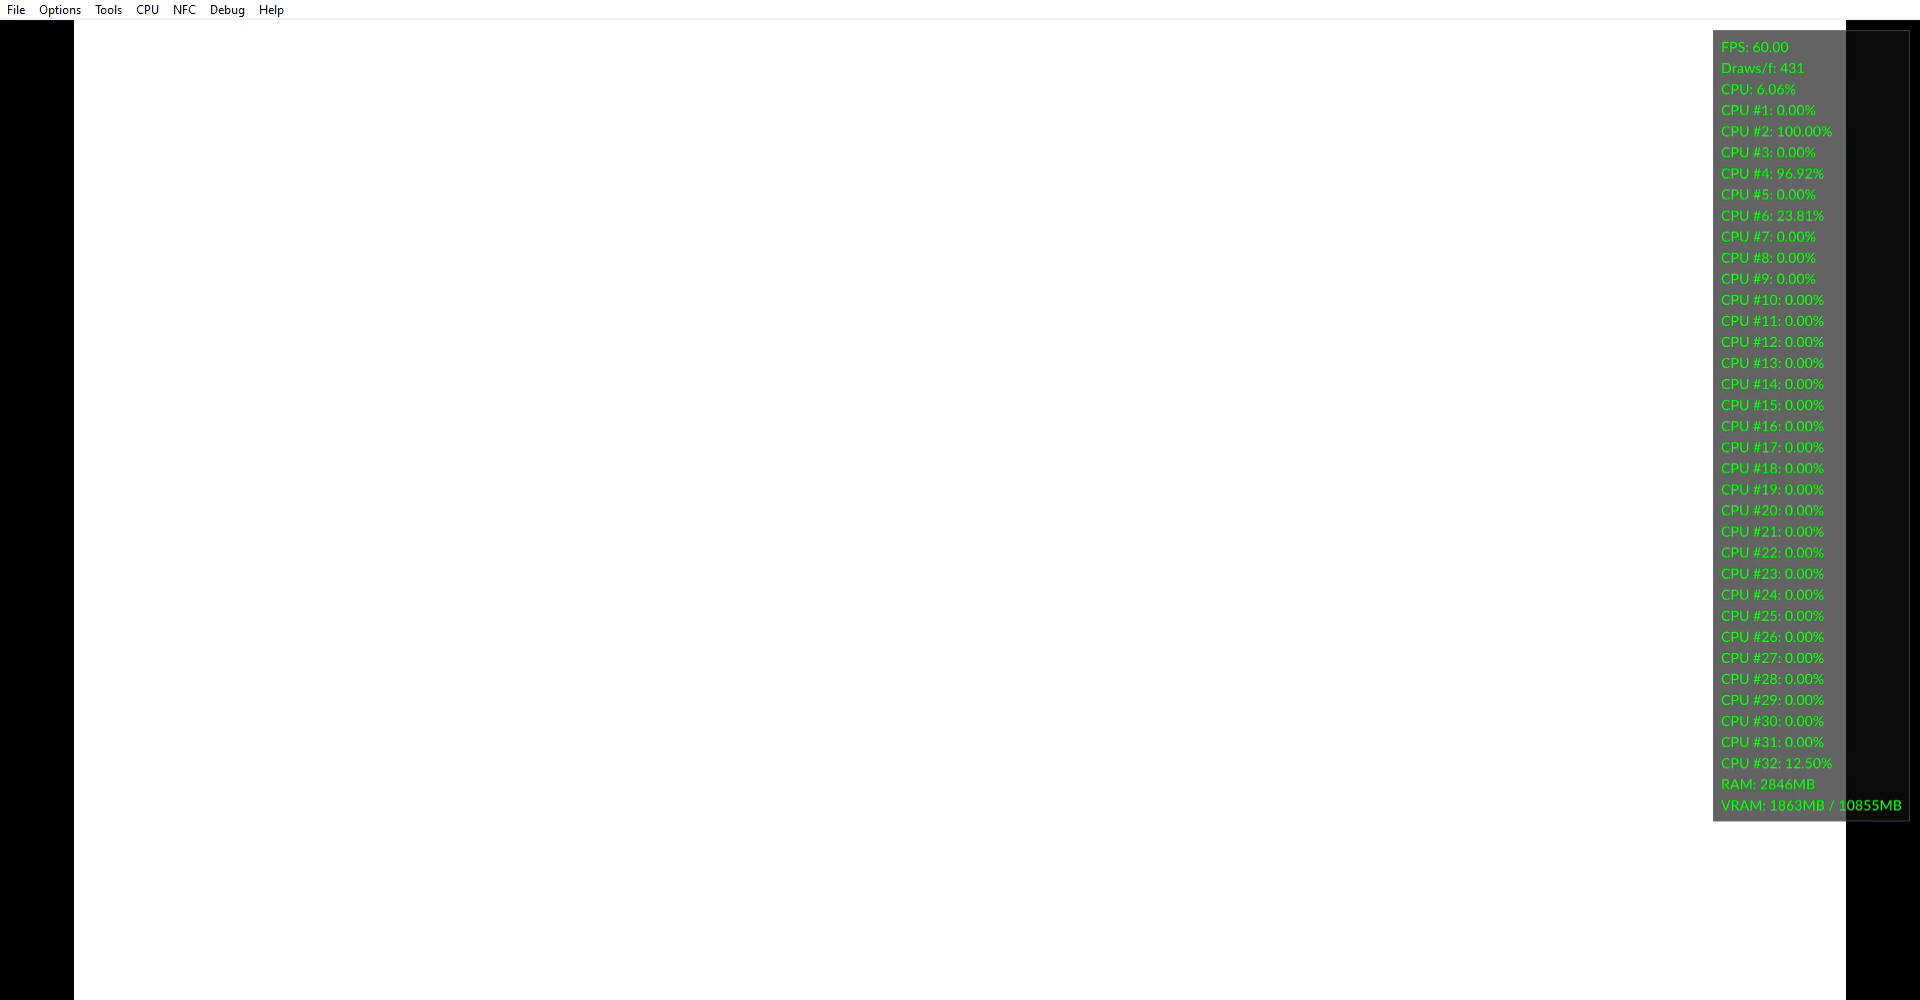 File Options Tools CPU NFC Debug Help
FPS: 60.00
Draws/f: 431
CPU: 6.06%
CPU #1: 0.00%
CPU #2: 100.00%
CPU #3: 0.00%
CPU #4: 96.92%
CPU #5: 0.00%
CPU #6: 23.81%
CPU #7: 0.00%
CPU #8: 0.00%
CPU #9: 0.00%
CPU #10: 0.00%
CPU #11: 0.00%
CPU #12: 0.00%
CPU #13: 0.00%
CPU #14: 0.00%
CPU #15: 0.00%
CPU #16: 0.00%
CPU #17: 0.00%
CPU #18: 0.00%
CPU #19: 0.00%
CPU #20: 0.00%
CPU #21: 0.00%
CPU #22: 0.00%
CPU #23: 0.00%
CPU #24: 0.00%
CPU #25: 0.00%
CPU #26: 0.00%
CPU #27: 0.00%
CPU #28: 0.00%
CPU #29: 0.00%
CPU #30: 0.00%
CPU #31: 0.00%
CPU #32: 12.50%
RAM: 2846MB
VRAM: 1863MB / 10855MB